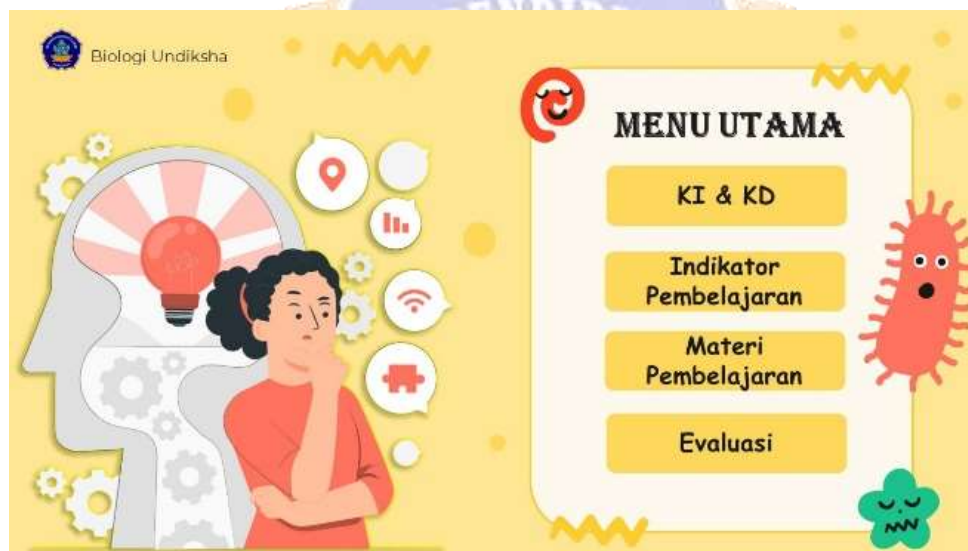 Biologi Undiksha
MENU UTAMA
KI & KD
Indikator
Pembelajaran
Materi
Pembelajaran
Evaluasi